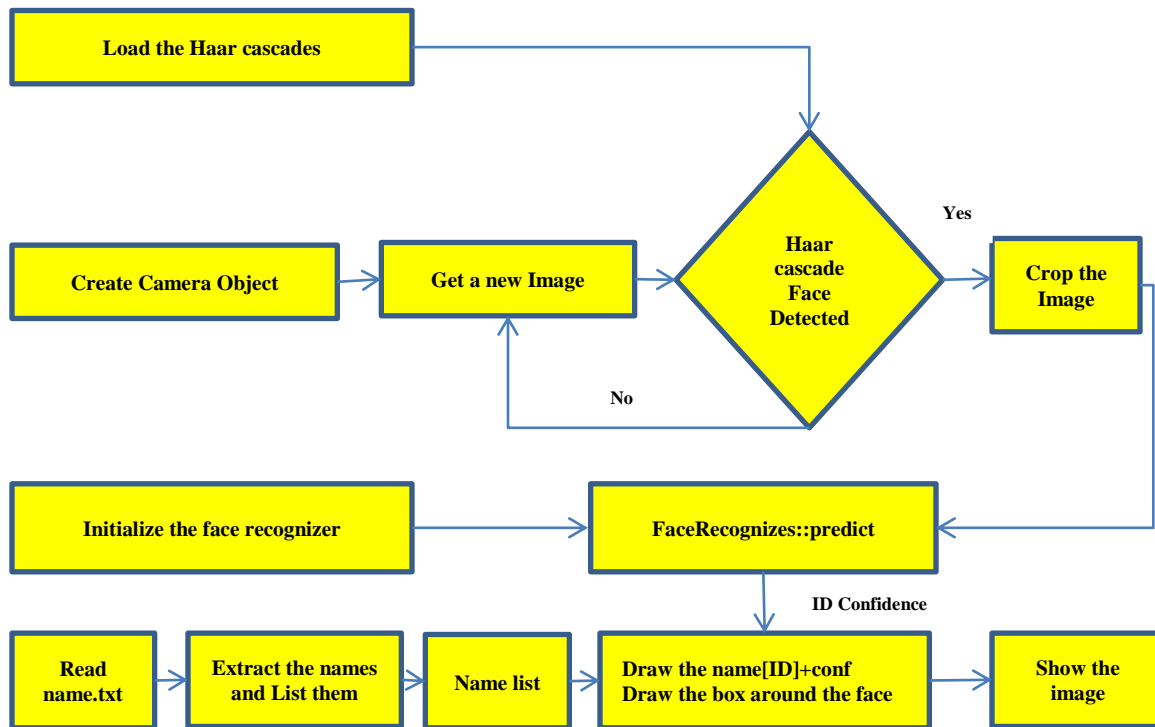 Load the Haar cascades
Yes
Haar
cascade
Face
Detected
Create Camera Object
Get a new Image
Crop the
Image
No
Initialize the face recognizer
FaceRecognizes::predict
ID Confidence
Read
name.txt
Extract the names
and List them
Name list
Draw the name[ID]+conf
Draw the box around the face
Show the
image